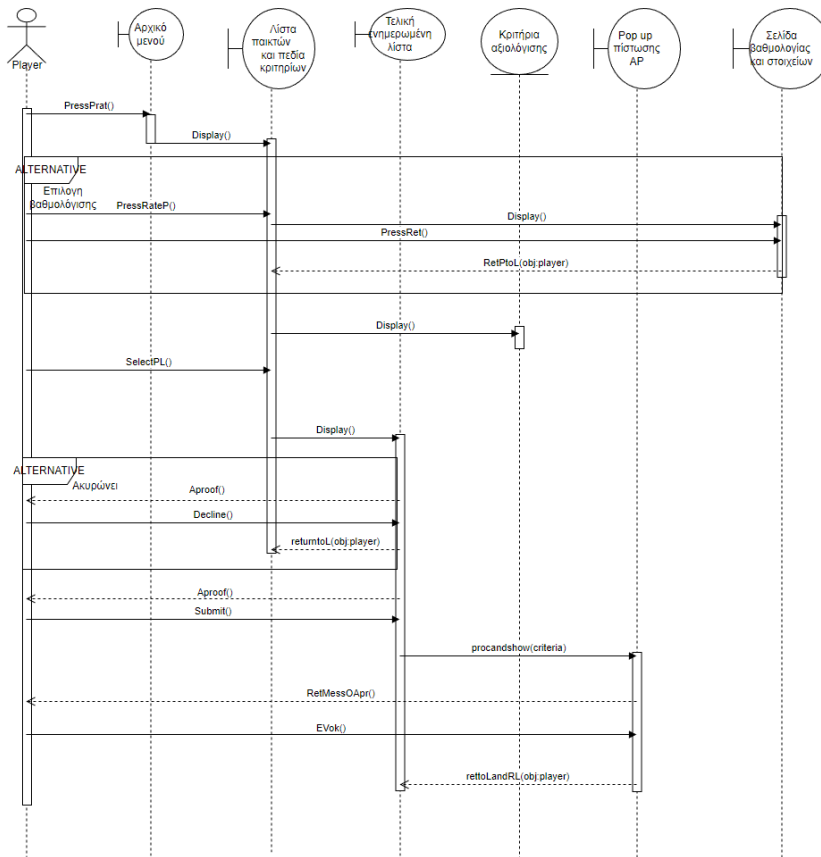 Player
Αρχικό
μενού
Λίστα
παικτών
και πεδία
κριτηρίων
Τελική
ενημερωμένη
λίστα
Κριτήρια
αξιολόγισης
Pop up
πίστωσης
AP
Σελίδα
βαθμολογίας
και στοιχείων
PressPrat()
Display()
ALTERNATIVE
Επιλογη
βαθμολόγισης
PressRateP()
Display()
PressRet()
RetPtoL(obj:player)
Display()
SelectPL()
Display()
ALTERNATIVE
Ακυρώνει
Aproof()
Decline()
returntoL(obj:player)
Aproof()
Submit()
procandshow(criteria)
RetMessOApr()
EVok()
rettoLandRL(obj:player)